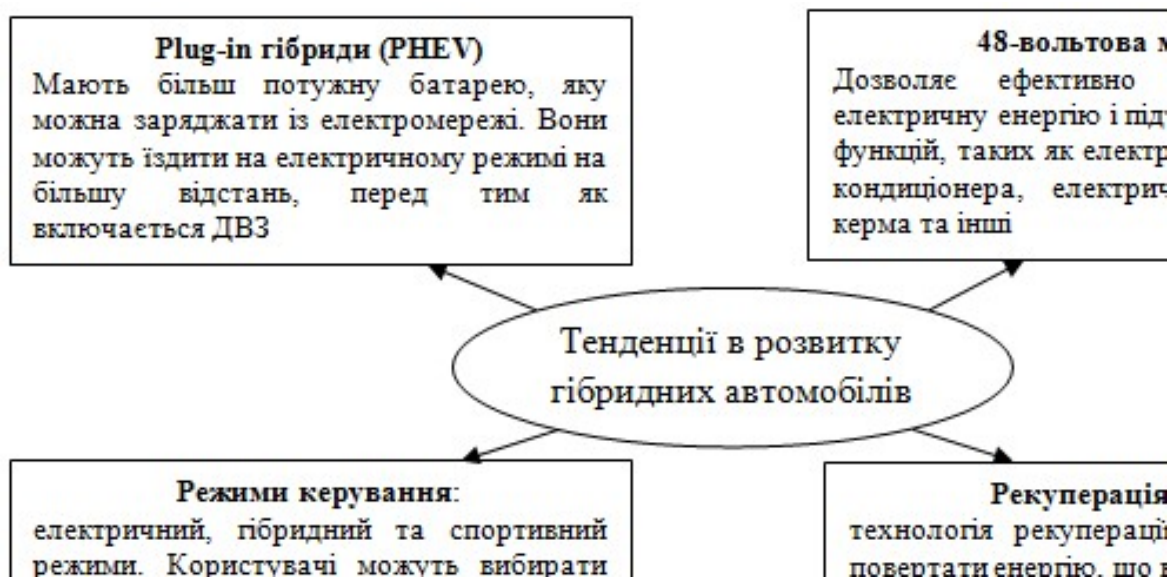 Plug-in гібриди (PHEV)
Мають більш потужну батарею, яку
можна заряджати із електромережі. Вони
можуть їздити на електричному режимі на
більшу відстань, перед тим як
включається ДВЗ
48-вольтова
Дозволяє ефективно
електричну енергію і
функцій, таких як
кондиціонера,
керма та інші
Тенденції в розвитку
гібридних автомобілів
Режими керування:
електричний, гібридний та спортивний
режими. Користувачі можуть вибирати
Рекуперація
технологія
повертати енергію, що